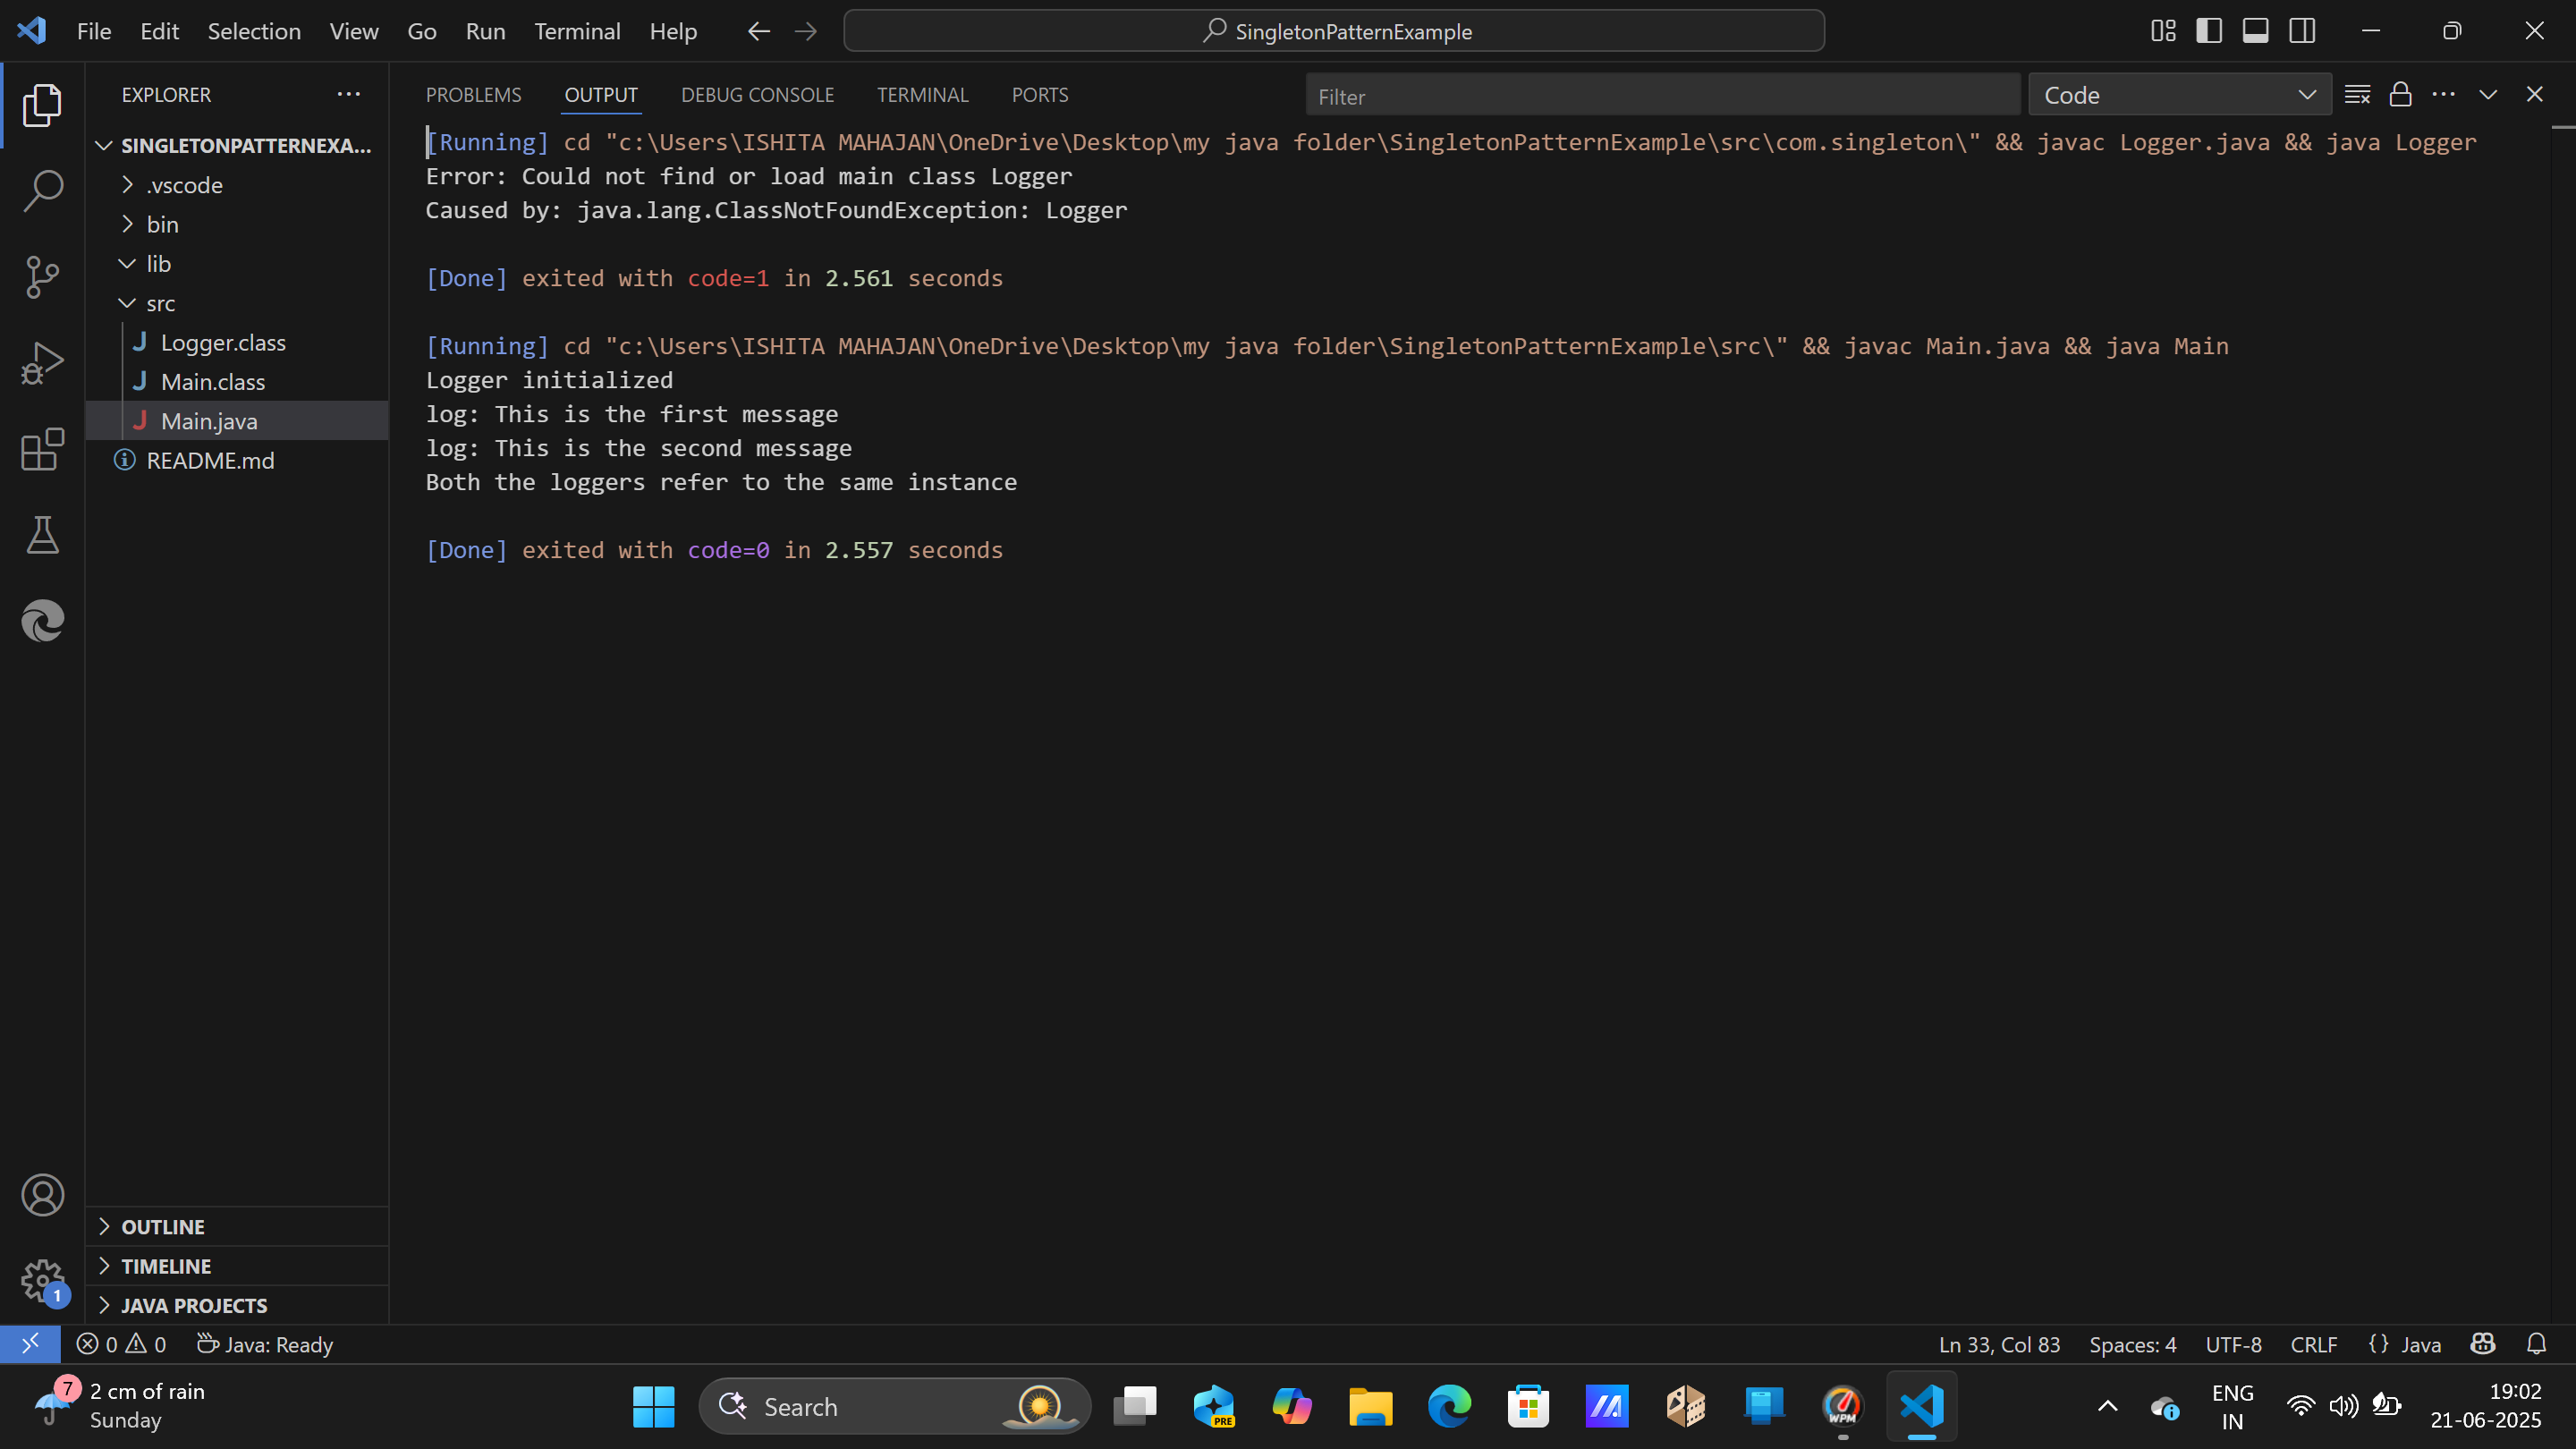 File Edit Selection View Go Run Terminal Help
SingletonPatternExample
EXPLORER
SINGLETONPATTERNEXA...
.vscode
bin
lib
src
Logger.class
Main.class
Main.java
README.md
OUTLINE
TIMELINE
JAVA PROJECTS
PROBLEMS OUTPUT DEBUG CONSOLE TERMINAL PORTS
Filter
Code
[Running] cd "c:\Users\ISHITA MAHAJAN\OneDrive\Desktop\my java folder\SingletonPatternExample\src\com.singleton\" && javac Logger.java && java Logger
Error: Could not find or load main class Logger
Caused by: java.lang.ClassNotFoundException: Logger
[Done] exited with code=1 in 2.561 seconds
[Running] cd "c:\Users\ISHITA MAHAJAN\OneDrive\Desktop\my java folder\SingletonPatternExample\src\" && javac Main.java && java Main
Logger initialized
log: This is the first message
log: This is the second message
Both the loggers refer to the same instance
[Done] exited with code=0 in 2.557 seconds
1
0 0 Java: Ready
Ln 33, Col 83 Spaces: 4 UTF-8 CRLF {} Java
7
2 cm of rain
Sunday
Search
PRE
WPM
ENG
IN
19:02
21-06-2025